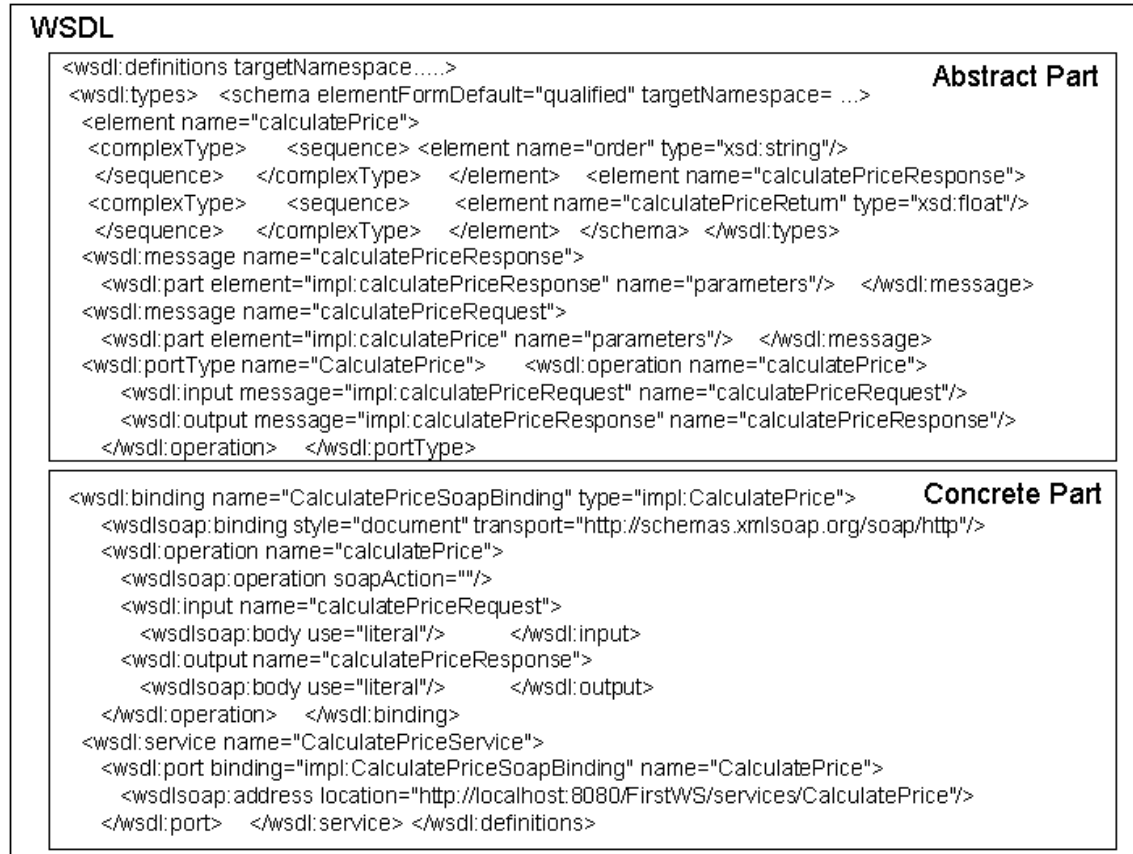 WSDL
<wsdl:definitions targetNamespace.....>
Abstract Part
<wsdl:types> <schema elementFormDefault="qualified" targetNamespace= ...>
<element name="calculatePrice">
<complexType> <sequence> <element name="order" type="xsd:string"/>
</sequence> </complexType> </element> <element name="calculatePriceResponse">
<complexType> <sequence> <element name="calculatePriceReturn" type="xsd:float"/>
</sequence> </complexType> </element> </schema> </wsdl:types>
<wsdl:message name="calculatePriceResponse">
<wsdl:part element="impl:calculatePriceResponse" name="parameters"/> </wsdl:message>
<wsdl:message name="calculatePriceRequest">
<wsdl:part element="impl:calculatePrice" name="parameters"/> </wsdl:message>
<wsdl:portType name="CalculatePrice"> <wsdl:operation name="calculatePrice">
<wsdl:input message="impl:calculatePriceRequest" name="calculatePriceRequest"/>
<wsdl:output message="impl:calculatePriceResponse" name="calculatePriceResponse"/>
</wsdl:operation> </wsdl:portType>
<wsdl:binding name="CalculatePriceSoapBinding" type="impl:CalculatePrice">
Concrete Part
<wsdlsoap:binding style="document" transport="http://schemas.xmlsoap.org/soap/http"/>
<wsdl:operation name="calculatePrice">
<wsdlsoap:operation soapAction=""/>
<wsdl:input name="calculatePriceRequest">
<wsdlsoap:body use="literal"/> </wsdl:input>
<wsdl:output name="calculatePriceResponse">
<wsdlsoap:body use="literal"/> </wsdl:output>
</wsdl:operation> </wsdl:binding>
<wsdl:service name="CalculatePriceService">
<wsdl:port binding="impl:CalculatePriceSoapBinding" name="CalculatePrice">
<wsdlsoap:address location="http://localhost:8080/FirstWS/services/CalculatePrice"/>
</wsdl:port> </wsdl:service> </wsdl:definitions>